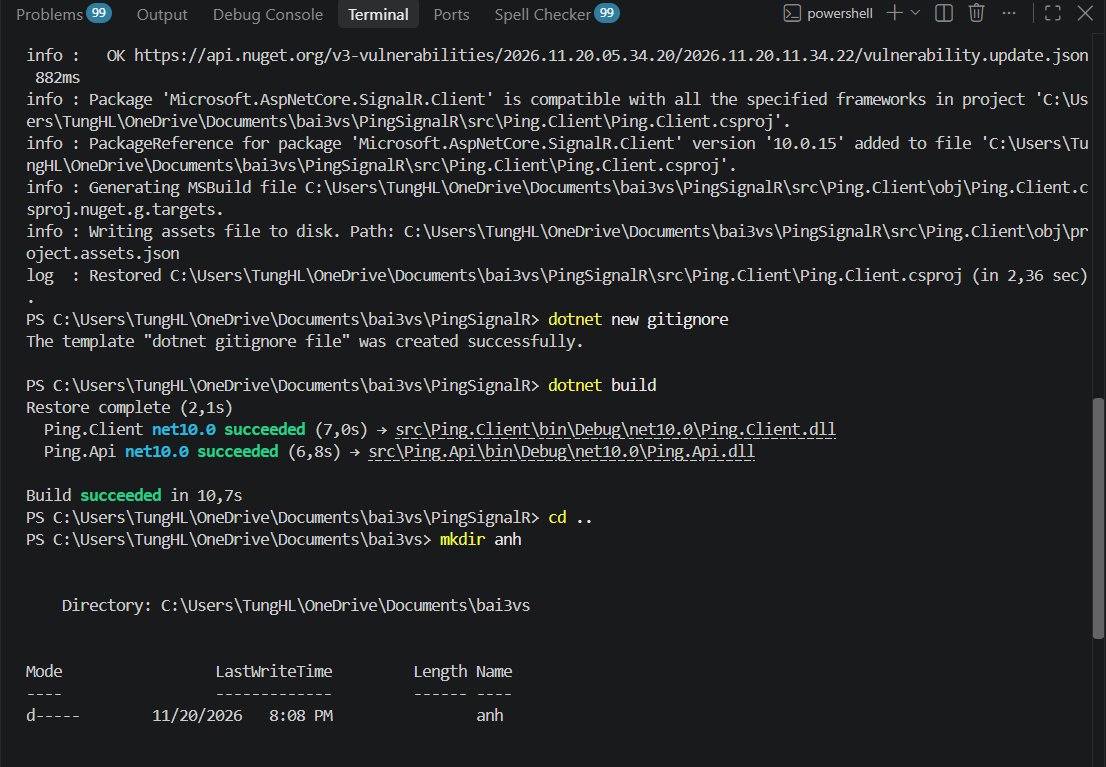 Problems 99 Output Debug Console Terminal Ports Spell Checker 99 powershell
info :   OK https://api.nuget.org/v3-vulnerabilities/2026.11.20.05.34.20/2026.11.20.11.34.22/vulnerability.update.json
 882ms
info : Package 'Microsoft.AspNetCore.SignalR.Client' is compatible with all the specified frameworks in project 'C:\Us
ers\TungHL\OneDrive\Documents\bai3vs\PingSignalR\src\Ping.Client\Ping.Client.csproj'.
info : PackageReference for package 'Microsoft.AspNetCore.SignalR.Client' version '10.0.15' added to file 'C:\Users\Tu
ngHL\OneDrive\Documents\bai3vs\PingSignalR\src\Ping.Client\Ping.Client.csproj'.
info : Generating MSBuild file C:\Users\TungHL\OneDrive\Documents\bai3vs\PingSignalR\src\Ping.Client\obj\Ping.Client.c
sproj.nuget.g.targets.
info : Writing assets file to disk. Path: C:\Users\TungHL\OneDrive\Documents\bai3vs\PingSignalR\src\Ping.Client\obj\pr
oject.assets.json
log  : Restored C:\Users\TungHL\OneDrive\Documents\bai3vs\PingSignalR\src\Ping.Client\Ping.Client.csproj (in 2,36 sec)
.
PS C:\Users\TungHL\OneDrive\Documents\bai3vs\PingSignalR> dotnet new gitignore
The template "dotnet gitignore file" was created successfully.
PS C:\Users\TungHL\OneDrive\Documents\bai3vs\PingSignalR> dotnet build
Restore complete (2,1s)
  Ping.Client net10.0 succeeded (7,0s) → src\Ping.Client\bin\Debug\net10.0\Ping.Client.dll
  Ping.Api net10.0 succeeded (6,8s) → src\Ping.Api\bin\Debug\net10.0\Ping.Api.dll
Build succeeded in 10,7s
PS C:\Users\TungHL\OneDrive\Documents\bai3vs\PingSignalR> cd ..
PS C:\Users\TungHL\OneDrive\Documents\bai3vs> mkdir anh
    Directory: C:\Users\TungHL\OneDrive\Documents\bai3vs
Mode                 LastWriteTime         Length Name
----                 -------------         ------ ----
d-----        11/20/2026   8:08 PM                anh